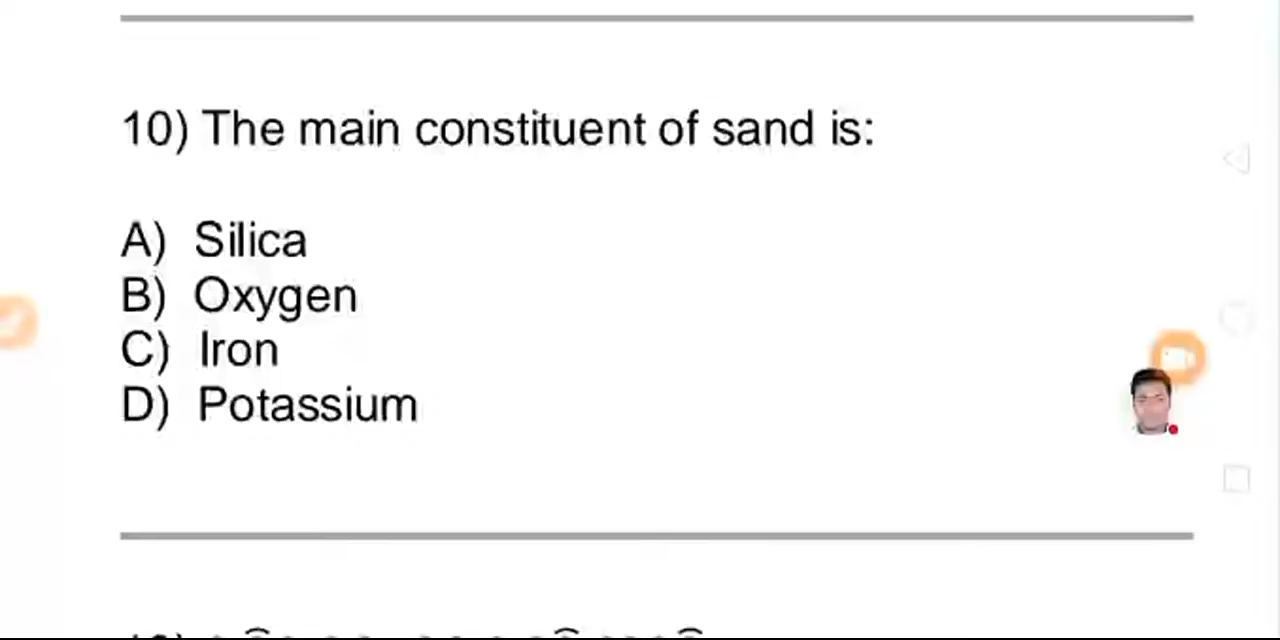 10) The main constituent of sand is:
A) Silica
B) Oxygen
C) Iron
D) Potassium